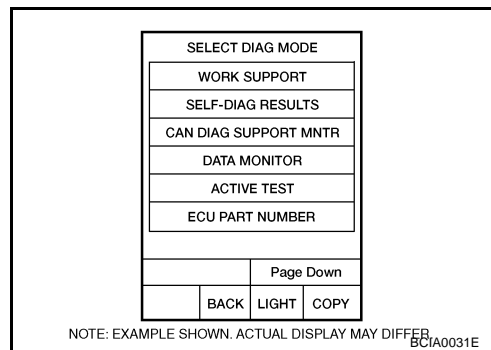 SELECT DIAG MODE
WORK SUPPORT
SELF-DIAG RESULTS
CAN DIAG SUPPORT MNTR
DATA MONITOR
ACTIVE TEST
ECU PART NUMBER
Page Down
BACK LIGHT COPY
NOTE: EXAMPLE SHOWN. ACTUAL DISPLAY MAY DIFFER.
BCIA0031E